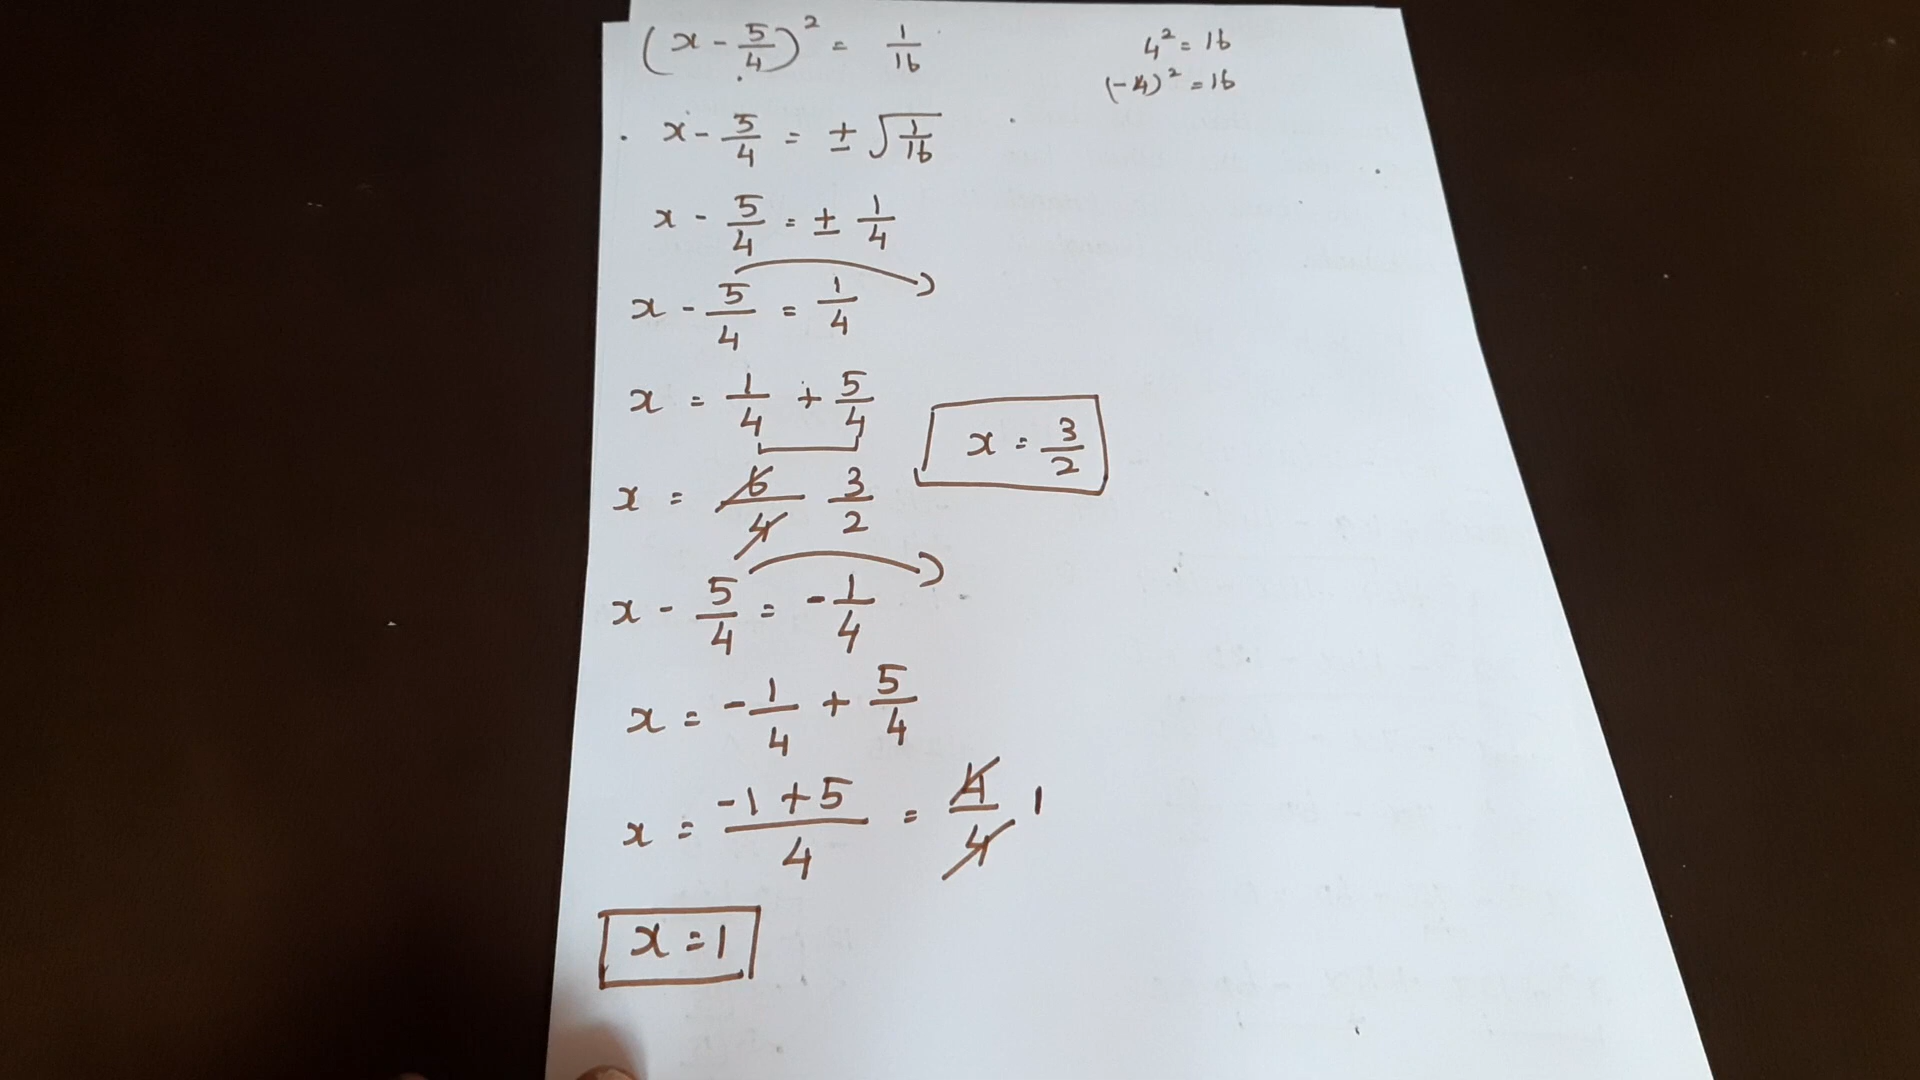 (x - 5/4)² = 1/16
4² = 16
(-4)² = 16
x - 5/4 = ± √(1/16)
x - 5/4 = ± 1/4
x - 5/4 = 1/4
x = 1/4 + 5/4
x = 3/2
x = 6/4 3/2
x - 5/4 = -1/4
x = -1/4 + 5/4
x = (-1+5)/4 = 4/4 1
x = 1